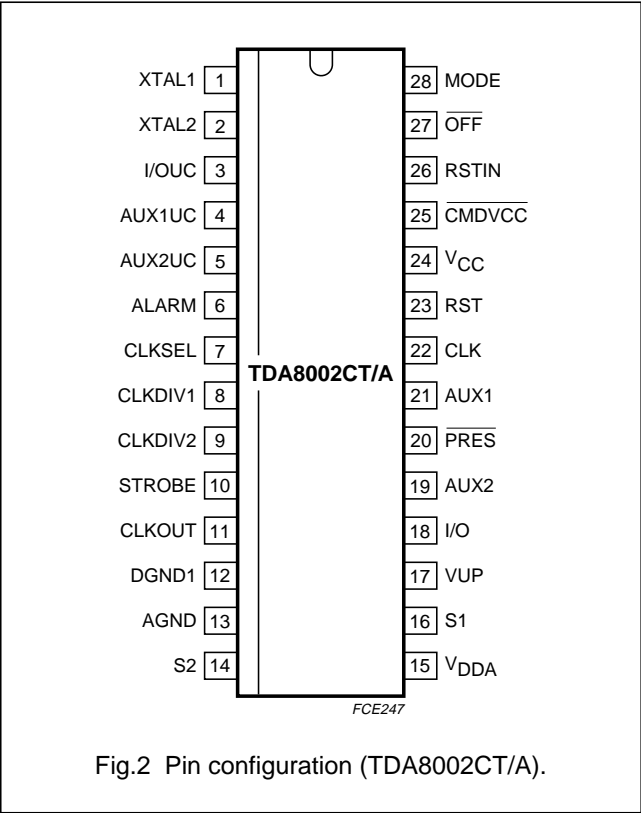 XTAL1 1 28 MODE
XTAL2 2 27 O̅F̅F̅
I/OUC 3 26 RSTIN
AUX1UC 4 25 C̅M̅D̅V̅C̅C̅
AUX2UC 5 24 VCC
ALARM 6 23 RST
CLKSEL 7 22 CLK
TDA8002CT/A
CLKDIV1 8 21 AUX1
CLKDIV2 9 20 P̅R̅E̅S̅
STROBE 10 19 AUX2
CLKOUT 11 18 I/O
DGND1 12 17 VUP
AGND 13 16 S1
S2 14 15 VDDA
FCE247
Fig.2 Pin configuration (TDA8002CT/A).